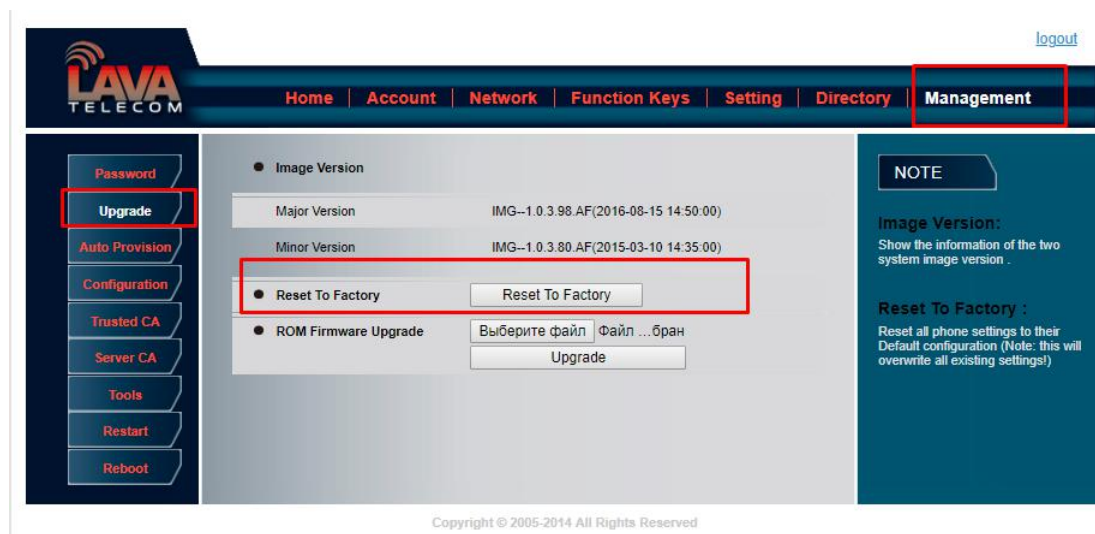 logout
LAVA
TELECOM
Home | Account | Network | Function Keys | Setting | Directory | Management
Password
Upgrade
Auto Provision
Configuration
Trusted CA
Server CA
Tools
Restart
Reboot
● Image Version
Major Version IMG--1.0.3.98.AF(2016-08-15 14:50:00)
Minor Version IMG--1.0.3.80.AF(2015-03-10 14:35:00)
● Reset To Factory Reset To Factory
● ROM Firmware Upgrade Выберите файл Файл ...бран
Upgrade
NOTE
Image Version:
Show the information of the two
system image version .
Reset To Factory :
Reset all phone settings to their
Default configuration (Note: this will
overwrite all existing settings!)
Copyright © 2005-2014 All Rights Reserved